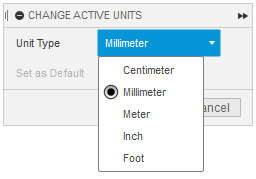 CHANGE ACTIVE UNITS
Unit Type Millimeter
Set as Default
Centimeter
Millimeter
Meter
Inch
Foot